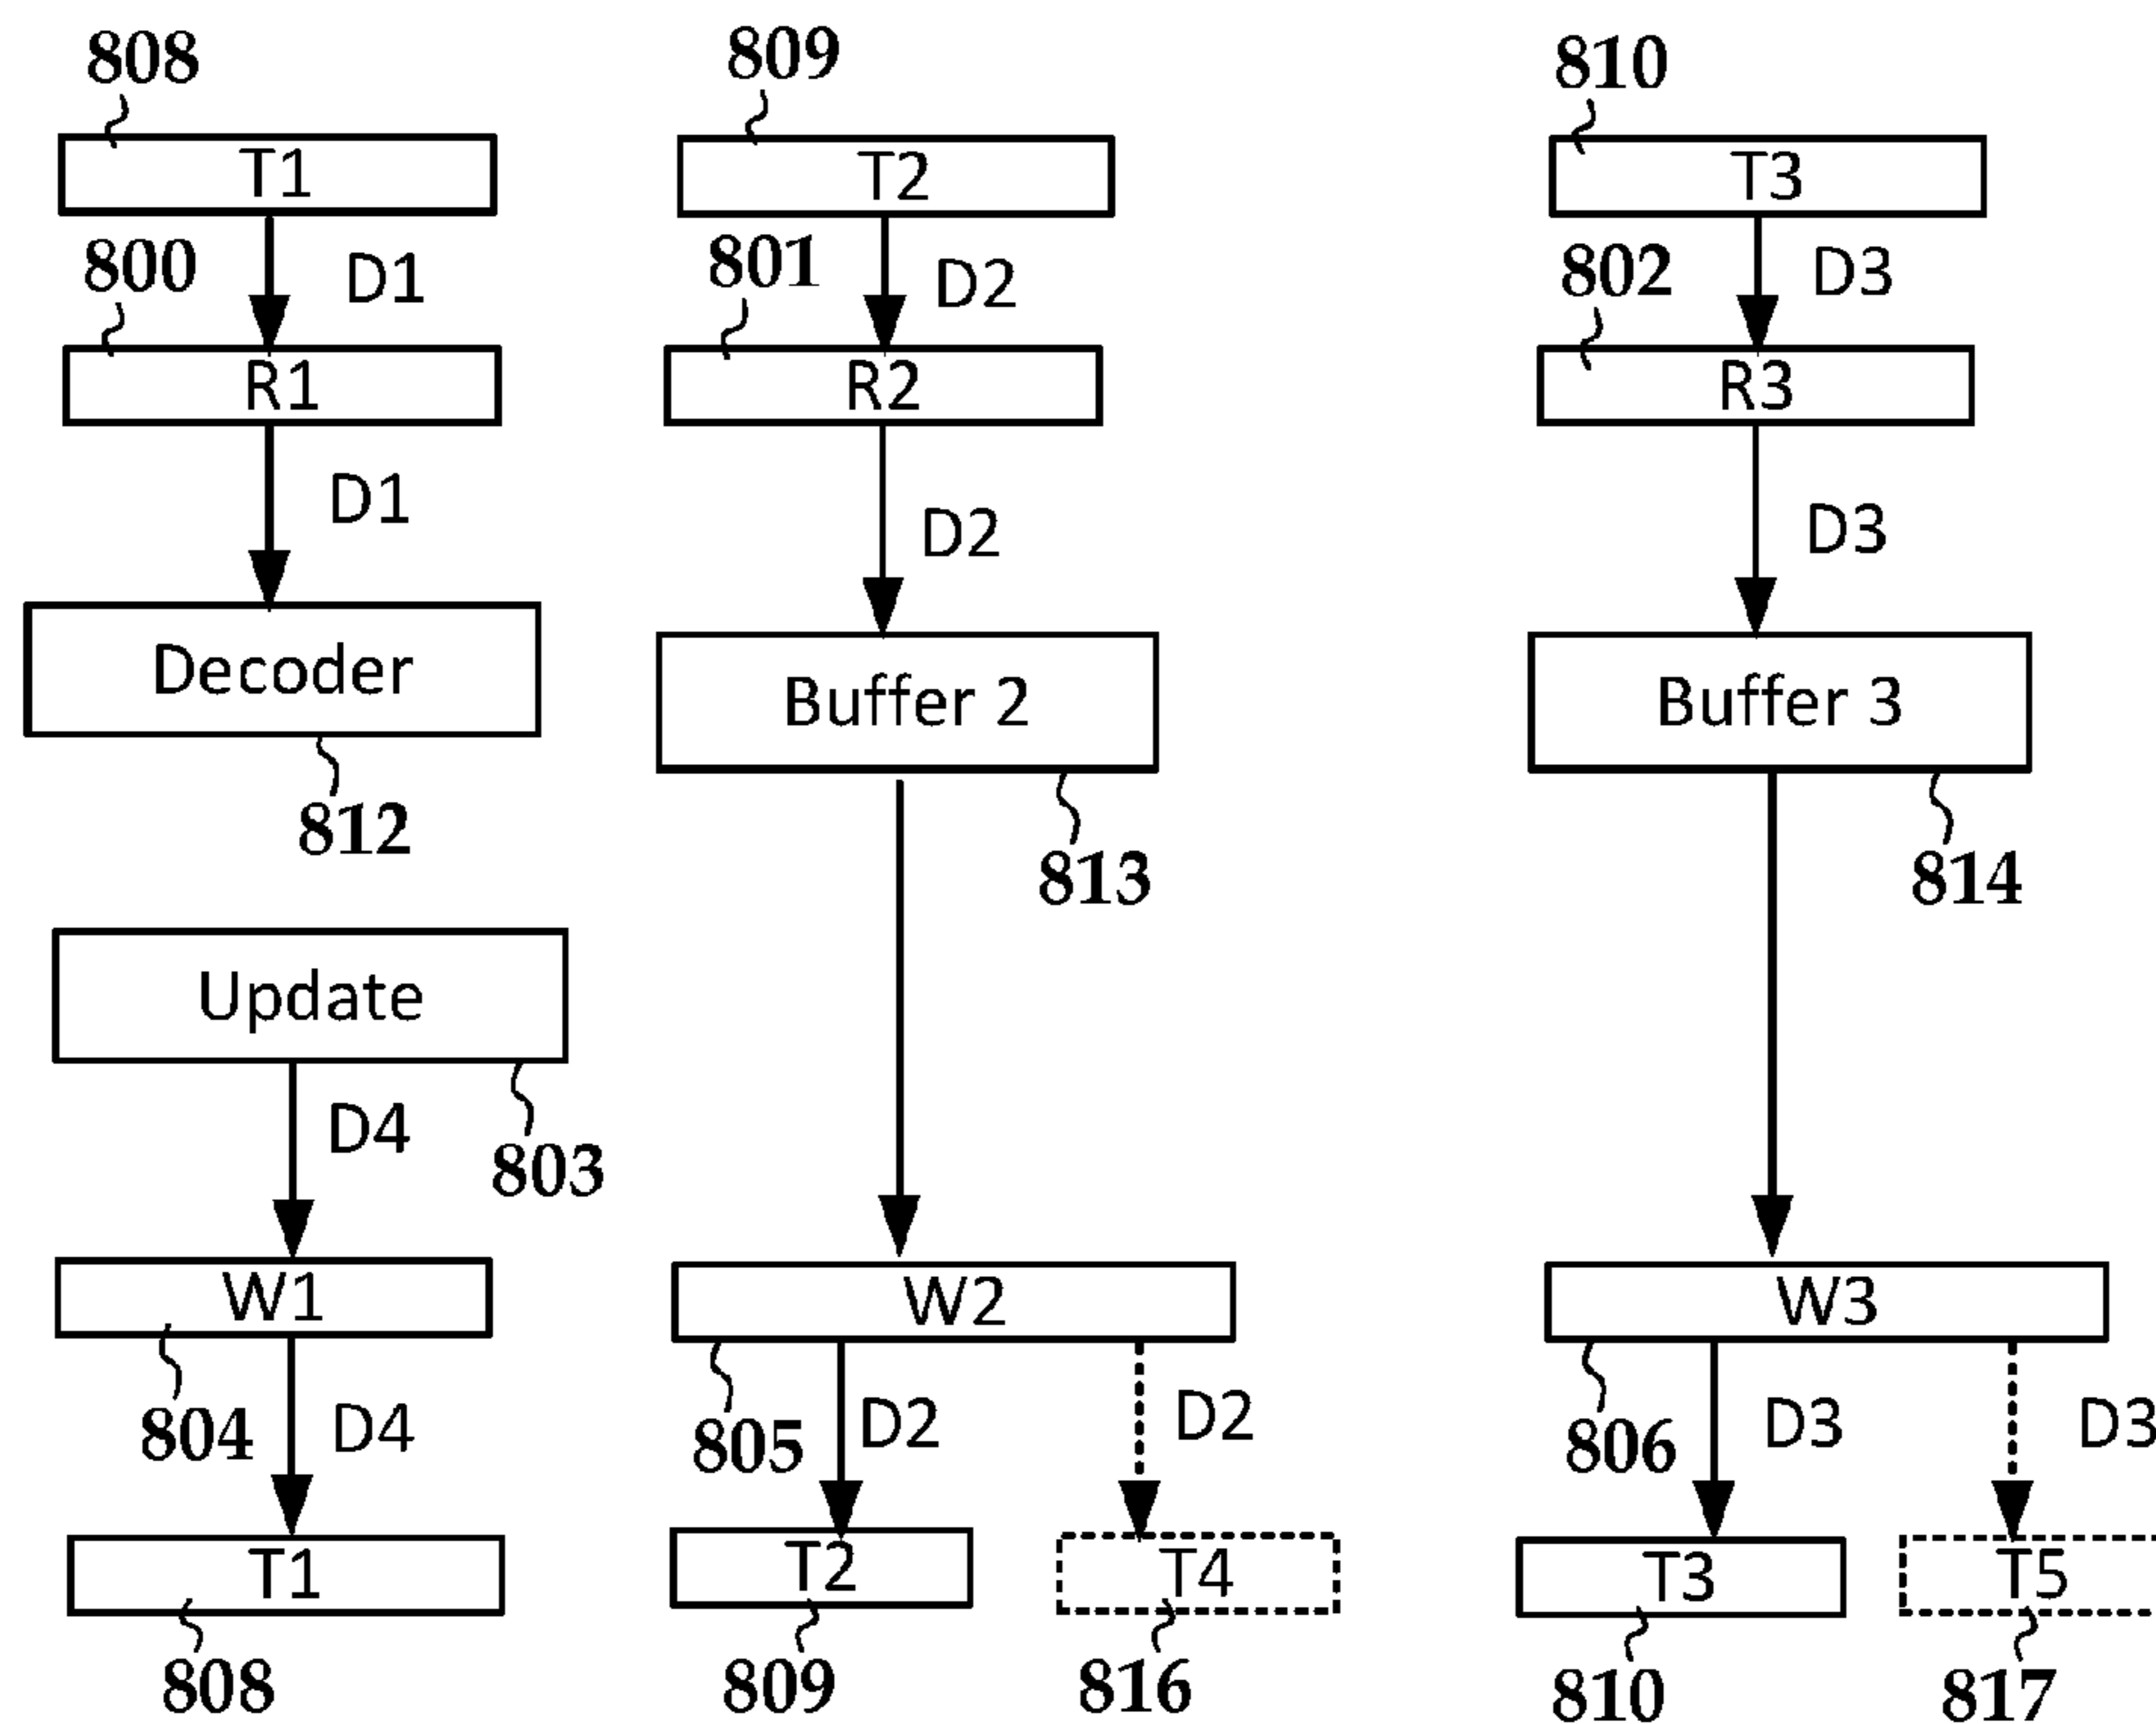 808
809
810
T1
T2
T3
800
D1
801
D2
802
D3
R1
R2
R3
D1
D2
D3
Decoder
Buffer 2
Buffer 3
812
813
814
Update
D4
803
W1
W2
W3
804
D4
805
D2
D2
806
D3
D3
T1
T2
T4
T3
T5
808
809
816
810
817